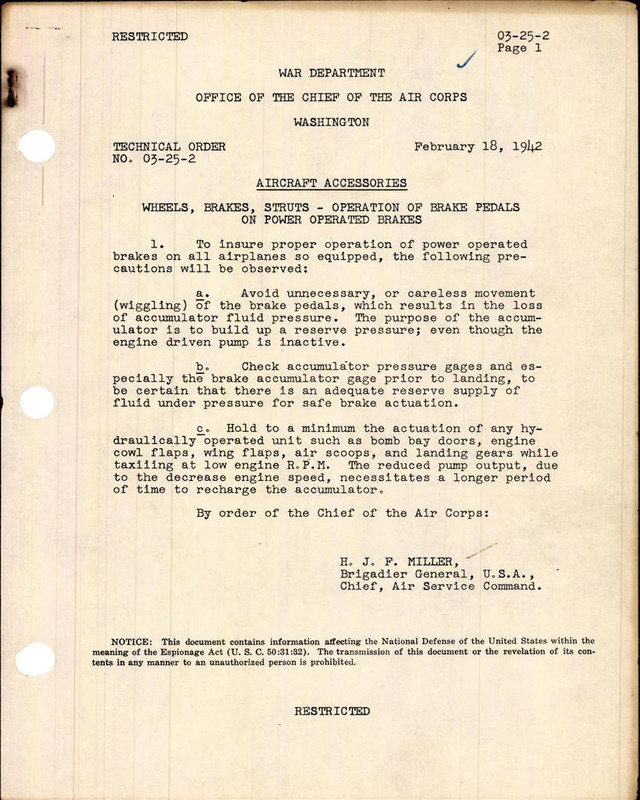 RESTRICTED
03-25-2
Page 1
WAR DEPARTMENT
OFFICE OF THE CHIEF OF THE AIR CORPS
WASHINGTON
TECHNICAL ORDER
NO. 03-25-2
February 18, 1942
AIRCRAFT ACCESSORIES
WHEELS, BRAKES, STRUTS - OPERATION OF BRAKE PEDALS
ON POWER OPERATED BRAKES
1. To insure proper operation of power operated
brakes on all airplanes so equipped, the following pre-
cautions will be observed:
a. Avoid unnecessary, or careless movement
(wiggling) of the brake pedals, which results in the loss
of accumulator fluid pressure. The purpose of the accum-
ulator is to build up a reserve pressure; even though the
engine driven pump is inactive.
b. Check accumulator pressure gages and es-
pecially the brake accumulator gage prior to landing, to
be certain that there is an adequate reserve supply of
fluid under pressure for safe brake actuation.
c. Hold to a minimum the actuation of any hy-
draulically operated unit such as bomb bay doors, engine
cowl flaps, wing flaps, air scoops, and landing gears while
taxiiing at low engine R.P.M. The reduced pump output, due
to the decrease engine speed, necessitates a longer period
of time to recharge the accumulator.
By order of the Chief of the Air Corps:
H. J. F. MILLER,
Brigadier General, U.S.A.,
Chief, Air Service Command.
NOTICE: This document contains information affecting the National Defense of the United States within the
meaning of the Espionage Act (U. S. C. 50:31:32). The transmission of this document or the revelation of its con-
tents in any manner to an unauthorized person is prohibited.
RESTRICTED